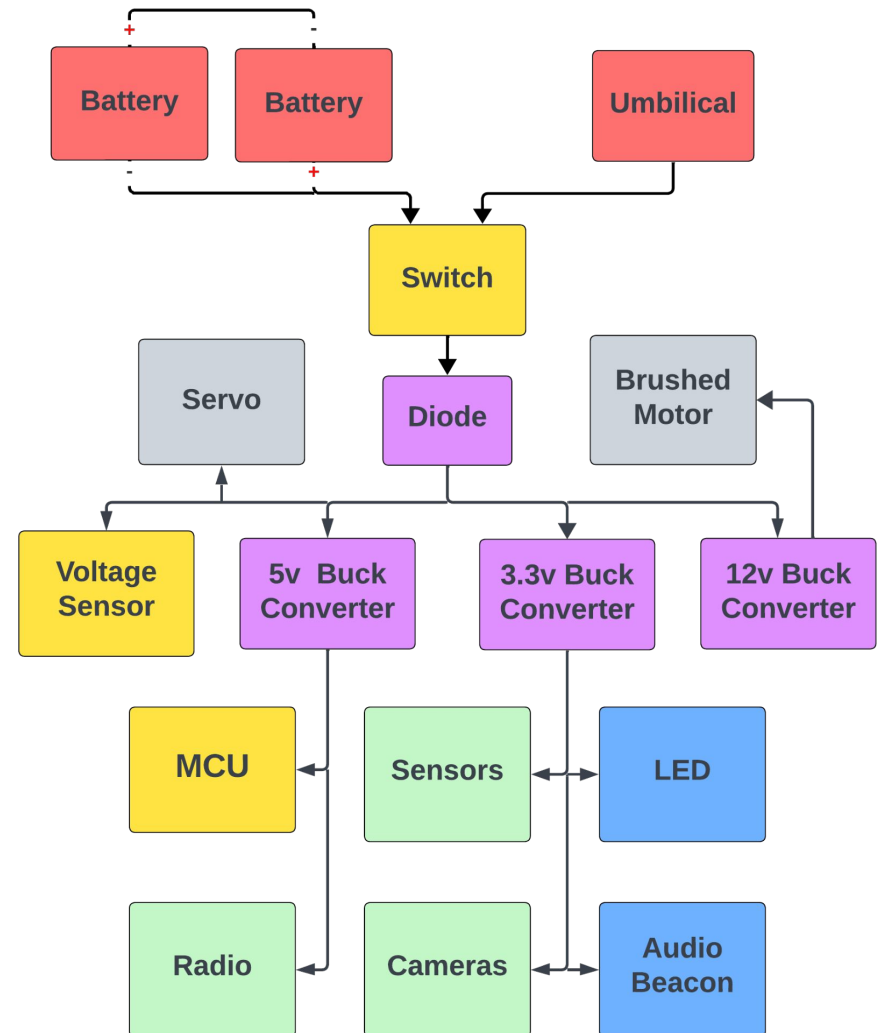 +
-
Battery
Battery
Umbilical
-
+
Switch
Servo
Diode
Brushed
Motor
Voltage
Sensor
5v Buck
Converter
3.3v Buck
Converter
12v Buck
Converter
MCU
Sensors
LED
Radio
Cameras
Audio
Beacon